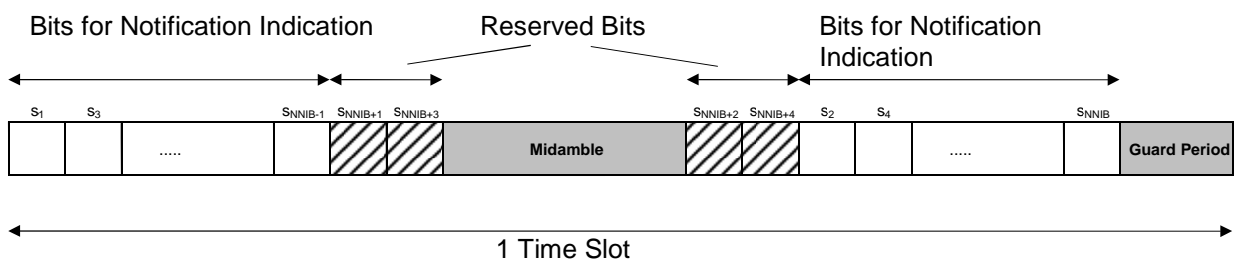 Bits for Notification Indication
Reserved Bits
Bits for Notification
Indication
s1 s3 sNNIB-1 sNNIB+1 sNNIB+3 sNNIB+2 sNNIB+4 s2 s4 sNNIB
..... Midamble ..... Guard Period
1 Time Slot